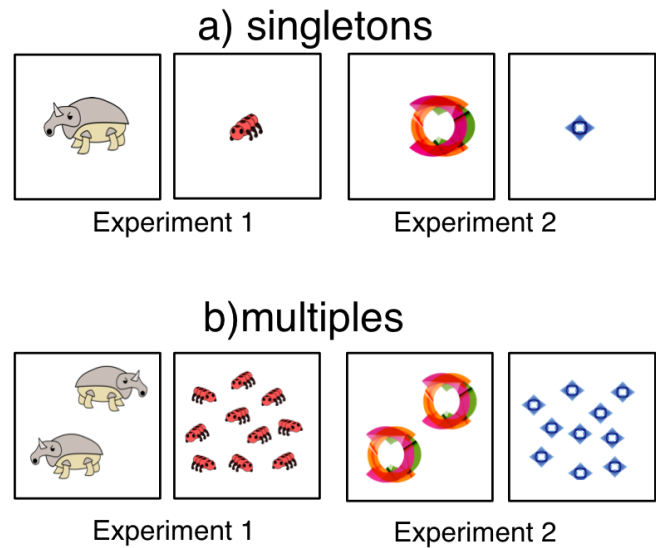 a) singletons
Experiment 1
Experiment 2
b)multiples
Experiment 1
Experiment 2